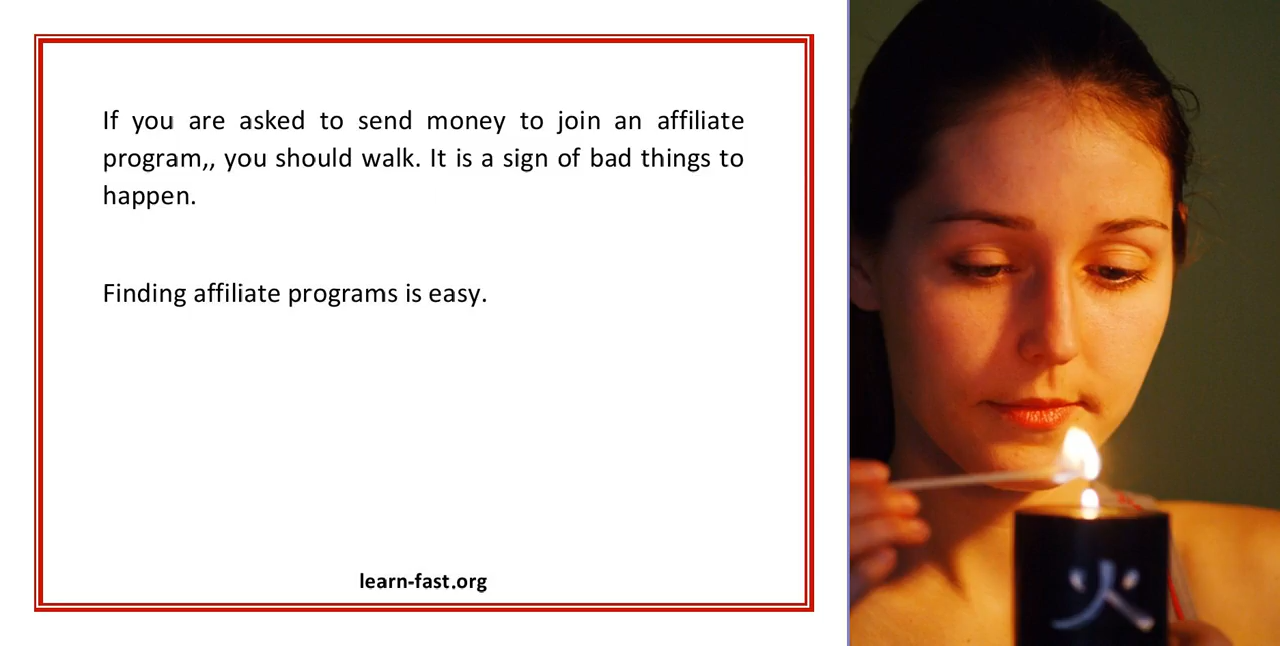 If you are asked to send money to join an affiliate
program,, you should walk. It is a sign of bad things to
happen.
Finding affiliate programs is easy.
learn-fast.org
火